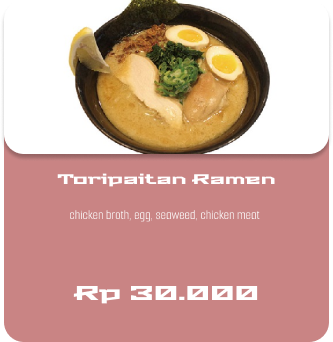 Toripaitan Ramen
chicken broth, egg, seaweed, chicken meat
Rp 30.000